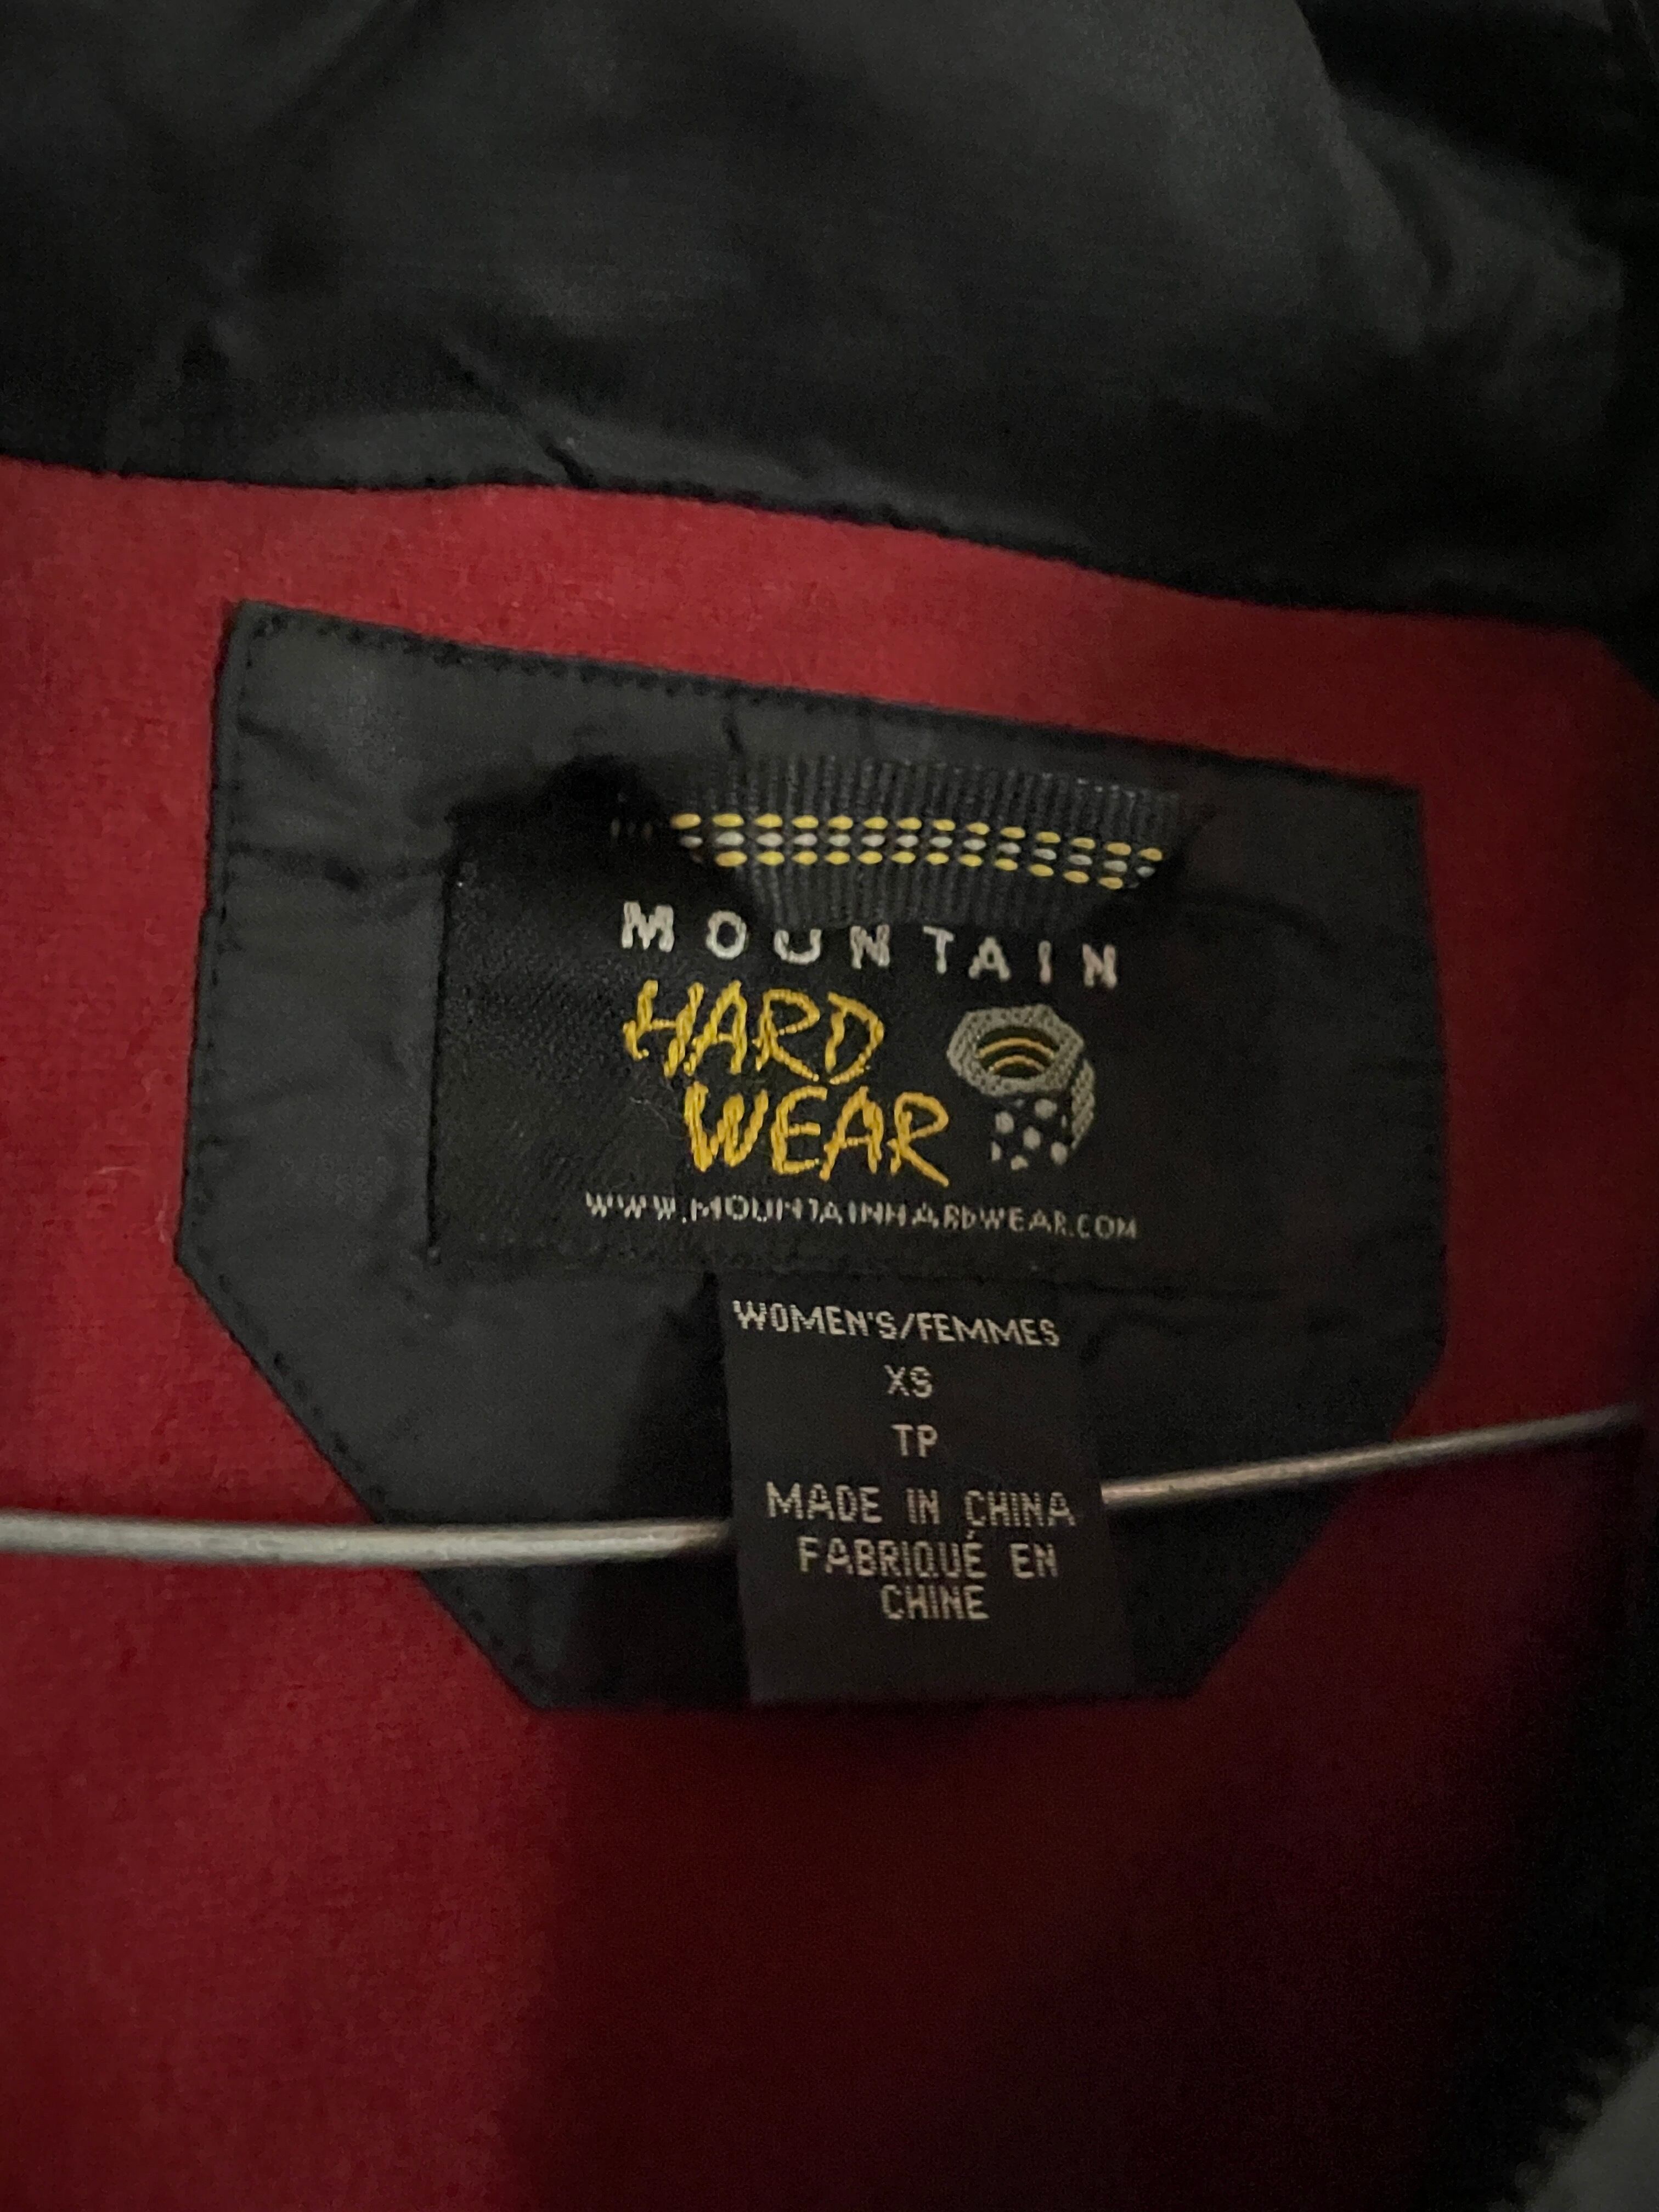 MOUNTAIN
HARD
WEAR
WWW.MOUNTAINHARDWEAR.COM
WOMEN'S/FEMMES
XS
TP
MADE IN CHINA
FABRIQUÉ EN
CHINE